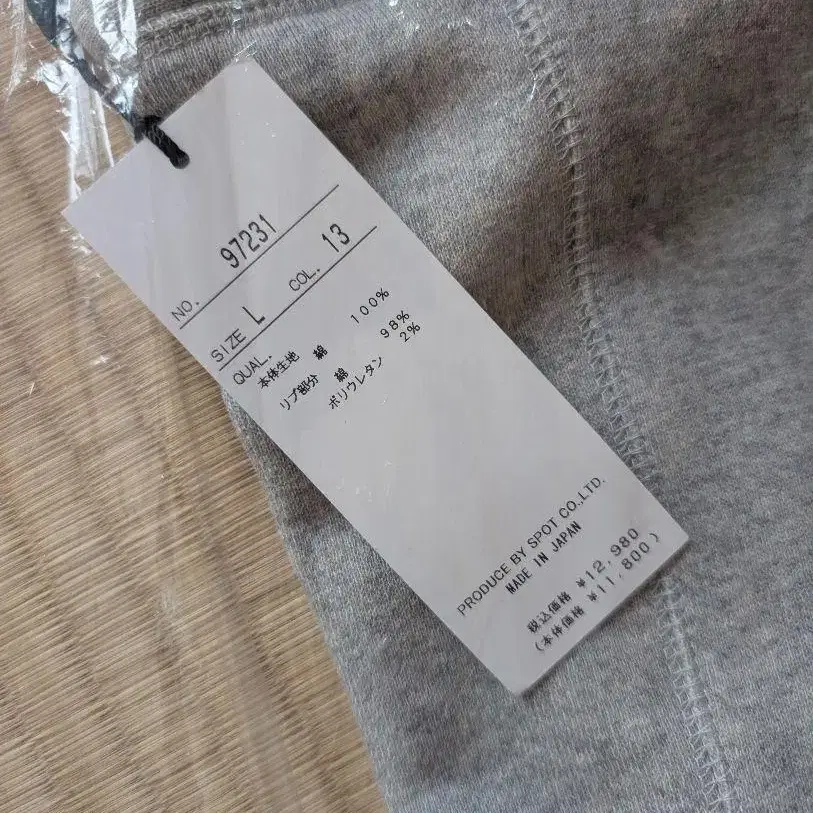 NO. 97231
SIZE L COL. 13
QUAL.
本体生地 綿 100%
リブ部分 綿 98%
ポリウレタン 2%
PRODUCE BY SPOT CO.,LTD.
MADE IN JAPAN
税込価格 ¥12,980
(本体価格 ¥11,800)